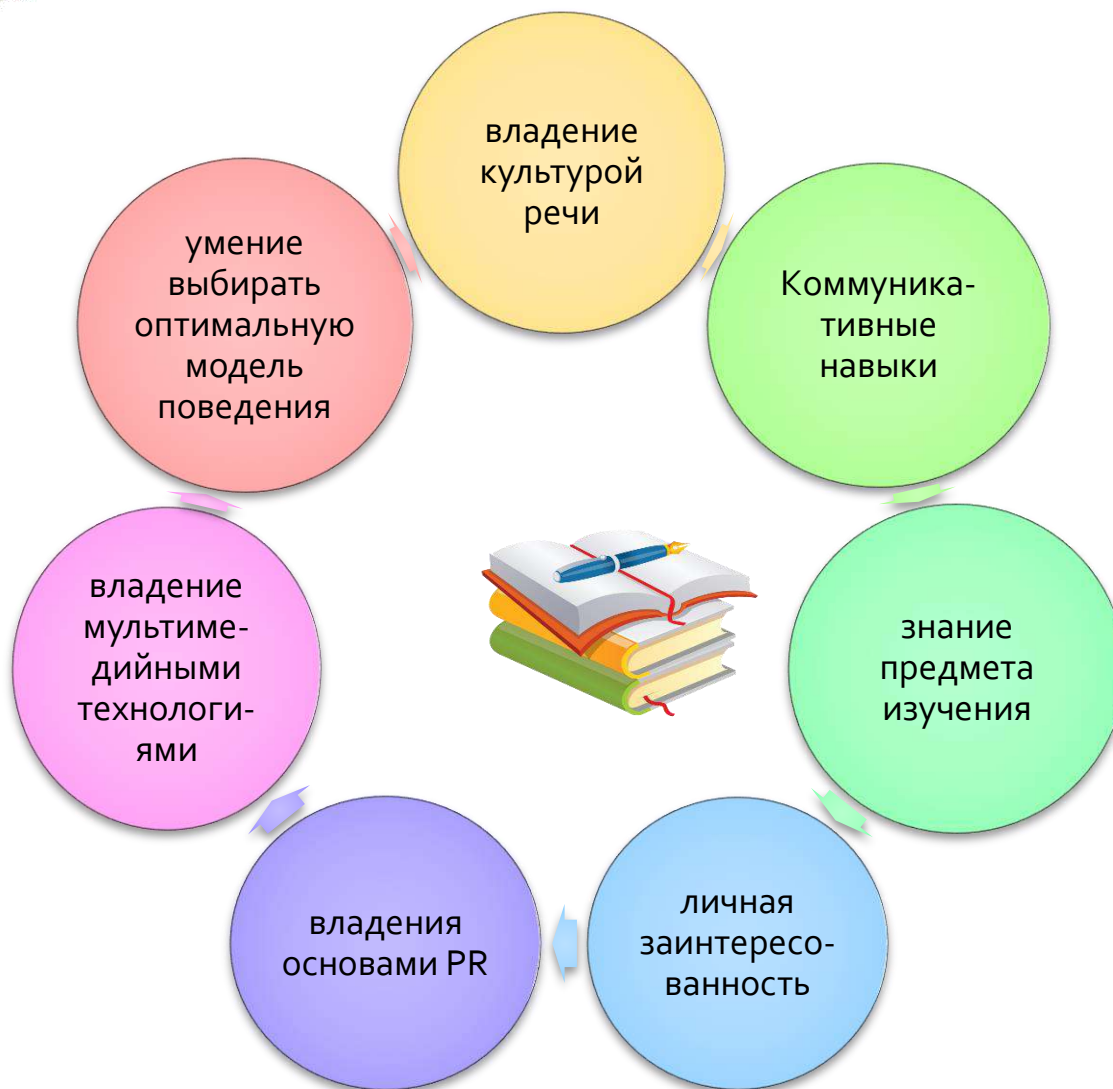 владение
культурой
речи
Коммуника-
тивные
навыки
знание
предмета
изучения
личная
заинтересо-
ванность
владения
основами PR
владение
мультиме-
дийными
технологи-
ями
умение
выбирать
оптимальную
модель
поведения